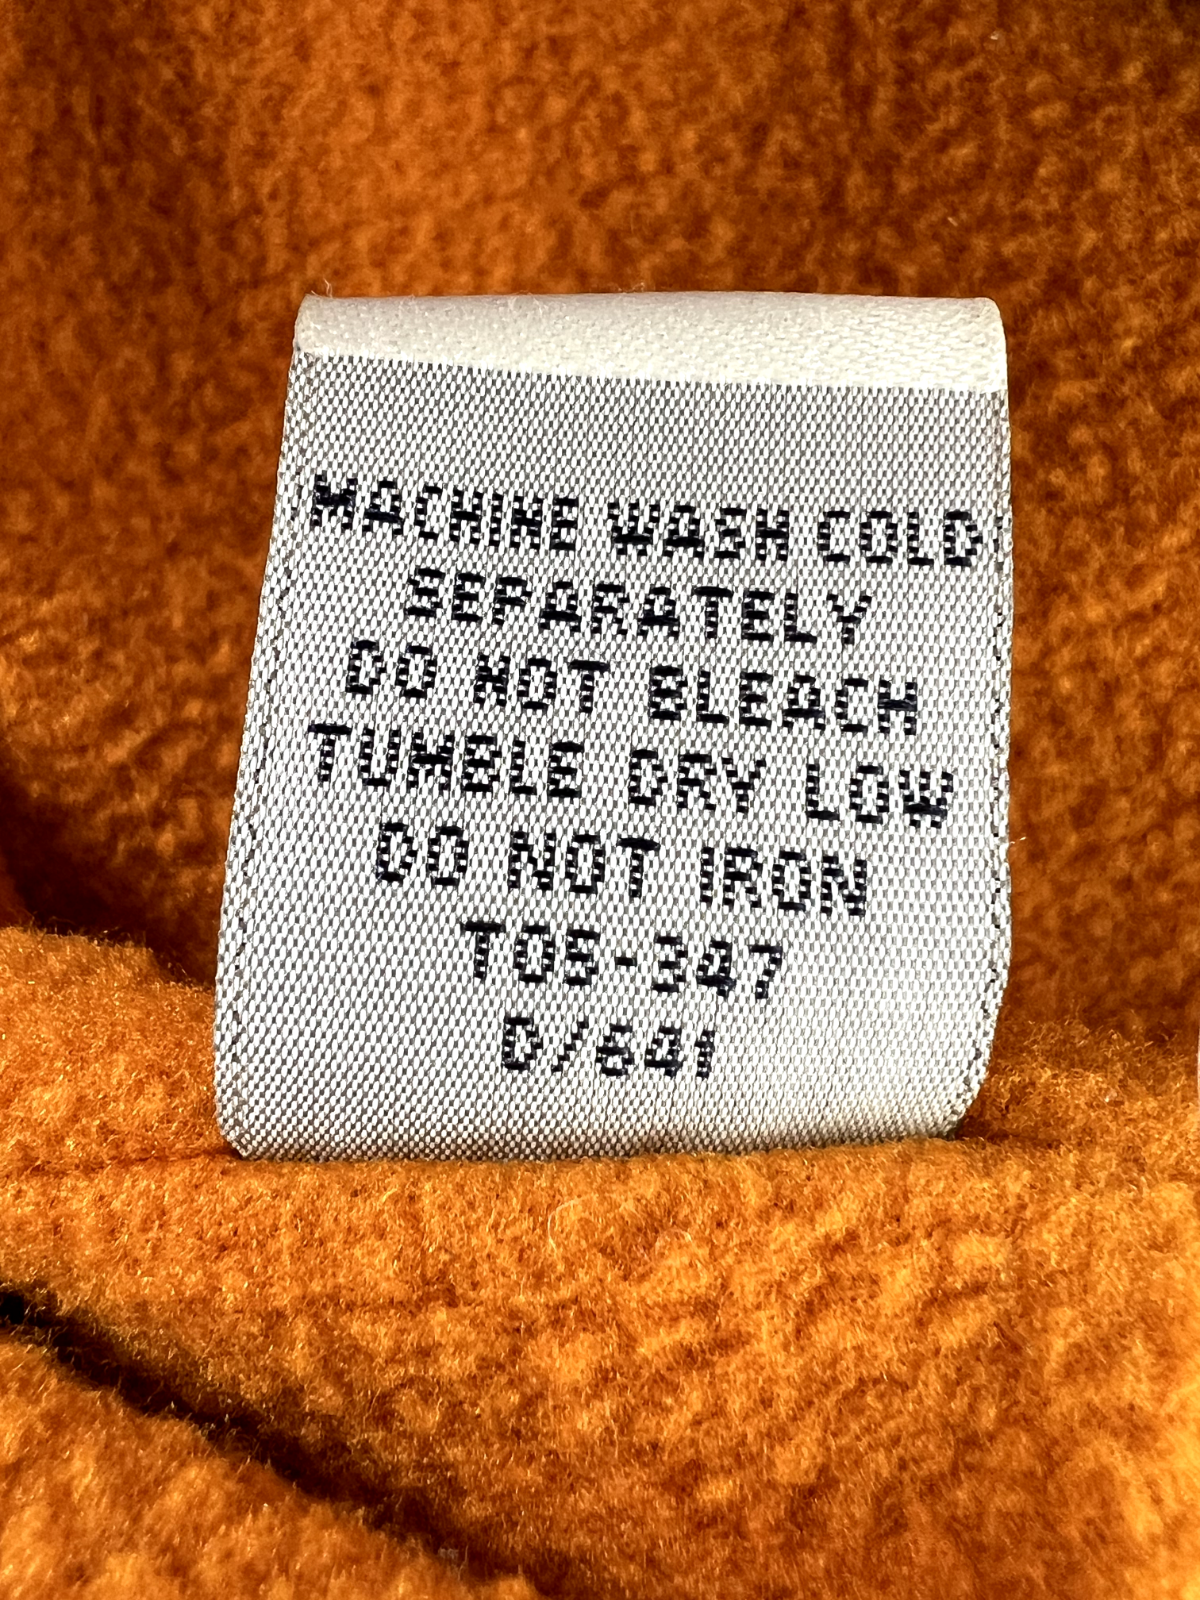 MACHINE WASH COLD
SEPARATELY
DO NOT BLEACH
TUMBLE DRY LOW
DO NOT IRON
T05-347
D/641